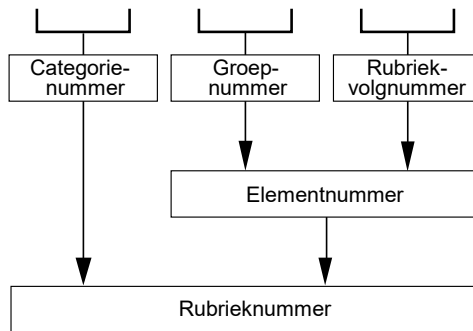 Categorie-
nummer
Groep-
nummer
Rubriek-
volgnummer
Elementnummer
Rubrieknummer